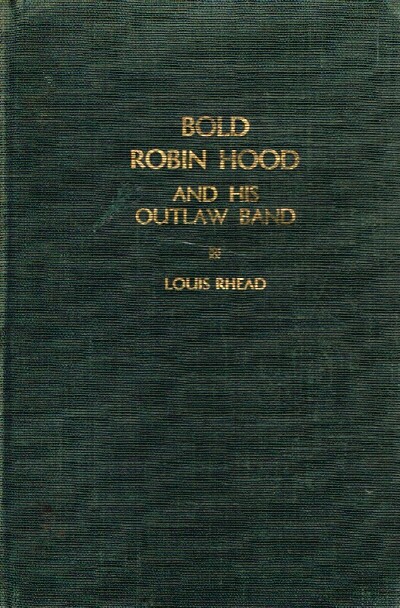 BOLD
ROBIN HOOD
AND HIS
OUTLAW BAND
LOUIS RHEAD